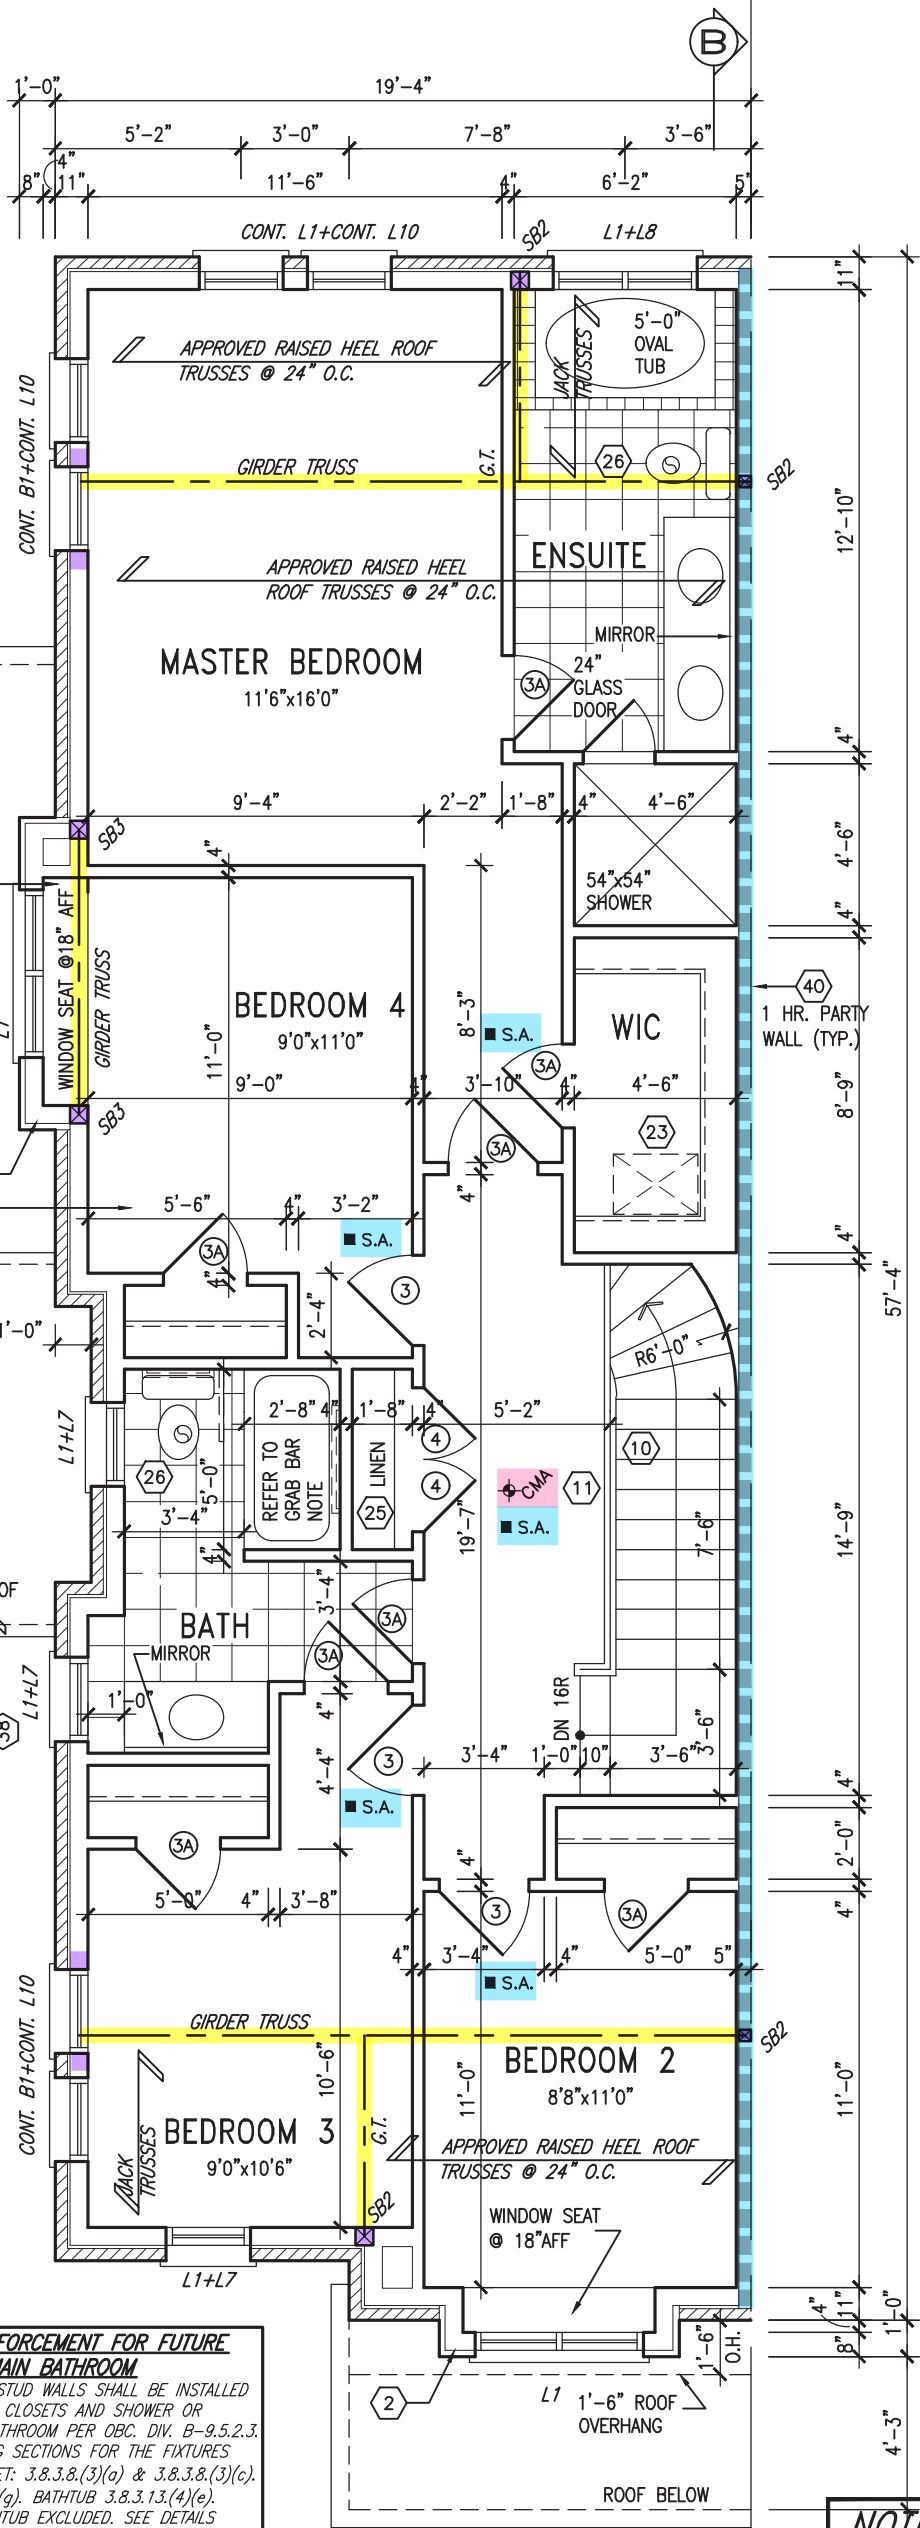 B
1'-0"
19'-4"
5'-2"
3'-0"
7'-8"
3'-6"
4"
8"
11"
11'-6"
4"
6'-2"
5"
CONT. L1+CONT. L10
SB2
L1+L8
11"
5'-0"
OVAL
TUB
JACK
TRUSSES
APPROVED RAISED HEEL ROOF
TRUSSES @ 24" O.C.
CONT. B1+CONT. L10
GIRDER TRUSS
G.T.
26
SB2
12'-10"
ENSUITE
APPROVED RAISED HEEL
ROOF TRUSSES @ 24" O.C.
MIRROR
MASTER BEDROOM
11'6"x16'0"
3A
24"
GLASS
DOOR
4"
9'-4"
2'-2"
1'-8"
4"
4'-6"
SB3
4"
4'-6"
54"x54"
SHOWER
4"
WINDOW SEAT @18" AFF
GIRDER TRUSS
L7
BEDROOM 4
9'0"x11'0"
11'-0"
8'-3"
S.A.
WIC
40
1 HR. PARTY
WALL (TYP.)
3A
9'-0"
4"
3'-10"
4"
4'-6"
8'-9"
SB3
23
3A
4"
5'-6"
4"
3'-2"
S.A.
3A
4"
4"
3
57'-4"
2'-4"
1'-0"
R6'-0"
2'-8"
4"
1'-8"
4"
5'-2"
L1+L7
4
10
26
5'-0"
REFER TO
GRAB BAR
NOTE
LINEN
25
4
CMA
11
S.A.
19'-7"
7'-6"
14'-9"
3'-4"
4"
OF
3'-4"
BATH
3A
3A
MIRROR
L1+L7
38
1'-0"
4"
DN 16R
3'-6"
4'-4"
3
3'-4"
1'-0"
10"
3'-6"
4"
S.A.
3A
4"
2'-0"
5'-0"
4"
3'-8"
3
3A
4"
4"
3'-4"
4"
5'-0"
5"
S.A.
CONT. B1+CONT. L10
GIRDER TRUSS
SB2
10'-6"
11'-0"
BEDROOM 2
8'8"x11'0"
11'-0"
BEDROOM 3
9'0"x10'6"
G.T.
JACK
TRUSSES
APPROVED RAISED HEEL ROOF
TRUSSES @ 24" O.C.
SB2
WINDOW SEAT
@ 18"AFF
L1+L7
4"
11"
1'-0"
8"
1'-6"
O.H.
2
L1
1'-6" ROOF
OVERHANG
4'-3"
ROOF BELOW
FORCEMENT FOR FUTURE
MAIN BATHROOM
STUD WALLS SHALL BE INSTALLED
CLOSETS AND SHOWER OR
THROOM PER OBC. DIV. B-9.5.2.3.
G SECTIONS FOR THE FIXTURES
ET: 3.8.3.8.(3)(a) & 3.8.3.8.(3)(c).
(g). BATHTUB 3.8.3.13.(4)(e).
HTUB EXCLUDED. SEE DETAILS
NOT